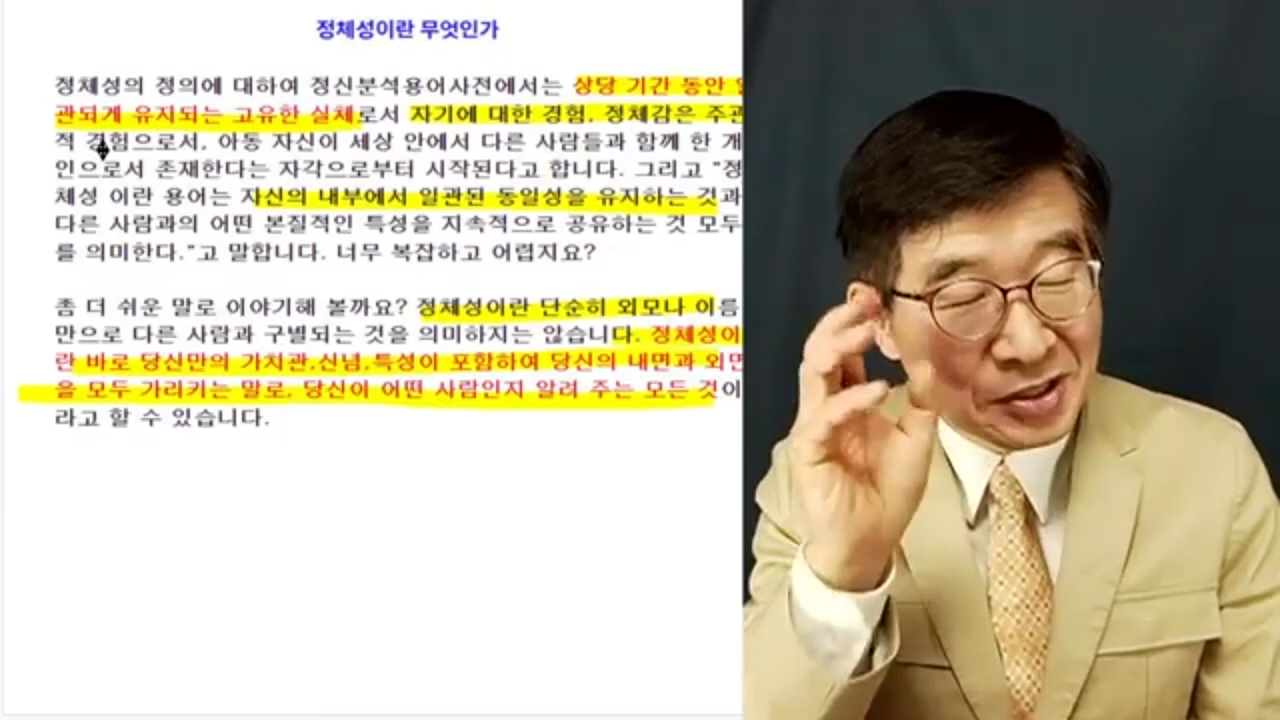 정체성이란 무엇인가
정체성의 정의에 대하여 정신분석용어사전에서는 상당 기간 동안
관되게 유지되는 고유한 실체로서 자기에 대한 경험, 정체감은 주관
적 경험으로서, 아동 자신이 세상 안에서 다른 사람들과 함께 한 개
인으로서 존재한다는 자각으로부터 시작된다고 합니다. 그리고 "정
체성 이란 용어는 자신의 내부에서 일관된 동일성을 유지하는 것과
다른 사람과의 어떤 본질적인 특성을 지속적으로 공유하는 것 모두
를 의미한다."고 말합니다. 너무 복잡하고 어렵지요?
좀 더 쉬운 말로 이야기해 볼까요? 정체성이란 단순히 외모나 이름
만으로 다른 사람과 구별되는 것을 의미하지는 않습니다. 정체성이
란 바로 당신만의 가치관,신념,특성이 포함하여 당신의 내면과 외면
을 모두 가리키는 말로, 당신이 어떤 사람인지 알려 주는 모든 것이
라고 할 수 있습니다.